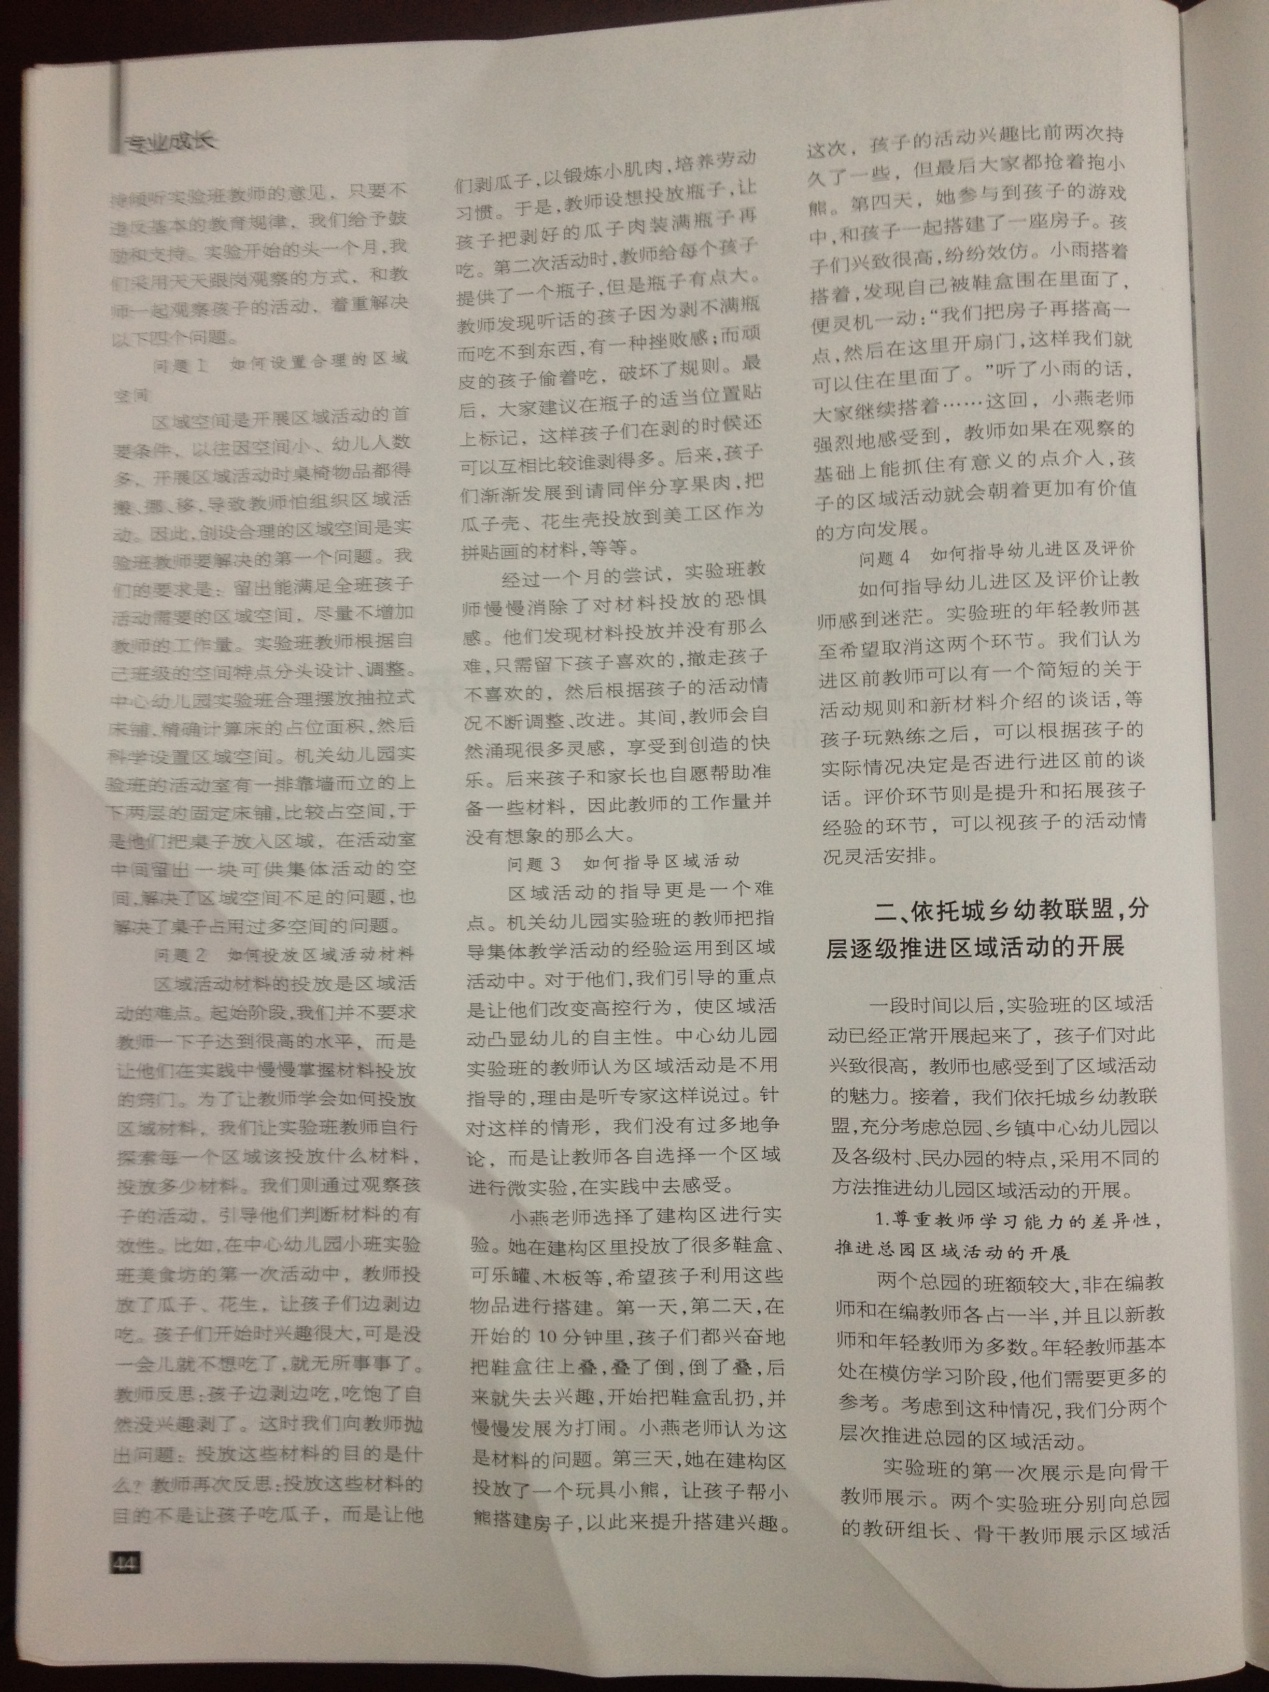 专业成长
倾听实验班教师的意见，只要不
违反基本的教育规律，我们给予鼓
励和支持。实验开始的头一个月，我
们采用天天跟岗观察的方式，和教
师一起观察孩子的活动，着重解决
以下四个问题。
问题1 如何设置合理的区域
空间
区域空间是开展区域活动的首
要条件，以往因空间小、幼儿人数
多，开展区域活动时桌椅物品都得
搬、挪、移，导致教师怕组织区域活
动。因此，创设合理的区域空间是实
验班教师要解决的第一个问题。我
们的要求是：留出能满足全班孩子
活动需要的区域空间，尽量不增加
教师的工作量。实验班教师根据自
己班级的空间特点分头设计、调整。
中心幼儿园实验班合理摆放抽拉式
床铺、精确计算床的占位面积，然后
科学设置区域空间。机关幼儿园实
验班的活动室有一排靠墙而立的上
下两层的固定床铺，比较占空间，于
是他们把桌子放入区域，在活动室
中间留出一块可供集体活动的空
间，解决了区域空间不足的问题，也
解决了桌子占用过多空间的问题。
问题2 如何投放区域活动材料
区域活动材料的投放是区域活
动的难点。起始阶段，我们并不要求
教师一下子达到很高的水平，而是
让他们在实践中慢慢掌握材料投放
的窍门。为了让教师学会如何投放
区域材料，我们让实验班教师自行
探索每一个区域该投放什么材料，
投放多少材料。我们则通过观察孩
子的活动，引导他们判断材料的有
效性。比如，在中心幼儿园小班实验
班美食坊的第一次活动中，教师投
放了瓜子、花生，让孩子们边剥边
吃。孩子们开始时兴趣很大，可是没
一会儿就不想吃了，就无所事事了。
教师反思：孩子边剥边吃，吃饱了自
然没兴趣剥了。这时我们向教师抛
出问题：投放这些材料的目的是什
么？教师再次反思：投放这些材料的
目的不是让孩子吃瓜子，而是让他
44
们剥瓜子，以锻炼小肌肉，培养劳动
习惯。于是，教师设想投放瓶子，让
孩子把剥好的瓜子肉装满瓶子再
吃。第二次活动时，教师给每个孩子
提供了一个瓶子，但是瓶子有点大。
教师发现听话的孩子因为剥不满瓶
而吃不到东西，有一种挫败感；而顽
皮的孩子偷着吃，破坏了规则。最
后，大家建议在瓶子的适当位置贴
上标记，这样孩子们在剥的时候还
可以互相比较谁剥得多。后来，孩子
们渐渐发展到请同伴分享果肉，把
瓜子壳、花生壳投放到美工区作为
拼贴画的材料，等等。
经过一个月的尝试，实验班教
师慢慢消除了对材料投放的恐惧
感。他们发现材料投放并没有那么
难，只需留下孩子喜欢的，撤走孩子
不喜欢的，然后根据孩子的活动情
况不断调整、改进。其间，教师会自
然涌现很多灵感，享受到创造的快
乐。后来孩子和家长也自愿帮助准
备一些材料，因此教师的工作量并
没有想象的那么大。
问题3 如何指导区域活动
区域活动的指导更是一个难
点。机关幼儿园实验班的教师把指
导集体教学活动的经验运用到区域
活动中。对于他们，我们引导的重点
是让他们改变高控行为，使区域活
动凸显幼儿的自主性。中心幼儿园
实验班的教师认为区域活动是不用
指导的，理由是听专家这样说过。针
对这样的情形，我们没有过多地争
论，而是让教师各自选择一个区域
进行微实验，在实践中去感受。
小燕老师选择了建构区进行实
验。她在建构区里投放了很多鞋盒、
可乐罐、木板等，希望孩子利用这些
物品进行搭建。第一天，第二天，在
开始的10分钟里，孩子们都兴奋地
把鞋盒往上叠，叠了倒，倒了叠，后
来就失去兴趣，开始把鞋盒乱扔，并
慢慢发展为打闹。小燕老师认为这
是材料的问题。第三天，她在建构区
投放了一个玩具小熊，让孩子帮小
熊搭建房子，以此来提升搭建兴趣。
这次，孩子的活动兴趣比前两次持
久了一些，但最后大家都抢着抱小
熊。第四天，她参与到孩子的游戏
中，和孩子一起搭建了一座房子。孩
子们兴致很高，纷纷效仿。小雨搭着
搭着，发现自己被鞋盒围在里面了，
便灵机一动：“我们把房子再搭高一
点，然后在这里开扇门，这样我们就
可以住在里面了。”听了小雨的话，
大家继续搭着……这回，小燕老师
强烈地感受到，教师如果在观察的
基础上能抓住有意义的点介入，孩
子的区域活动就会朝着更加有价值
的方向发展。
问题4 如何指导幼儿进区及评价
如何指导幼儿进区及评价让教
师感到迷茫。实验班的年轻教师甚
至希望取消这两个环节。我们认为
进区前教师可以有一个简短的关于
活动规则和新材料介绍的谈话，等
孩子玩熟练之后，可以根据孩子的
实际情况决定是否进行进区前的谈
话。评价环节则是提升和拓展孩子
经验的环节，可以视孩子的活动情
况灵活安排。
二、依托城乡幼教联盟，分
层逐级推进区域活动的开展
一段时间以后，实验班的区域活
动已经正常开展起来了，孩子们对此
兴致很高，教师也感受到了区域活动
的魅力。接着，我们依托城乡幼教联
盟，充分考虑总园、乡镇中心幼儿园以
及各级村、民办园的特点，采用不同的
方法推进幼儿园区域活动的开展。
1.尊重教师学习能力的差异性，
推进总园区域活动的开展
两个总园的班额较大，非在编教
师和在编教师各占一半，并且以新教
师和年轻教师为多数。年轻教师基本
处在模仿学习阶段，他们需要更多的
参考。考虑到这种情况，我们分两个
层次推进总园的区域活动。
实验班的第一次展示是向骨干
教师展示。两个实验班分别向总园
的教研组长、骨干教师展示区域活